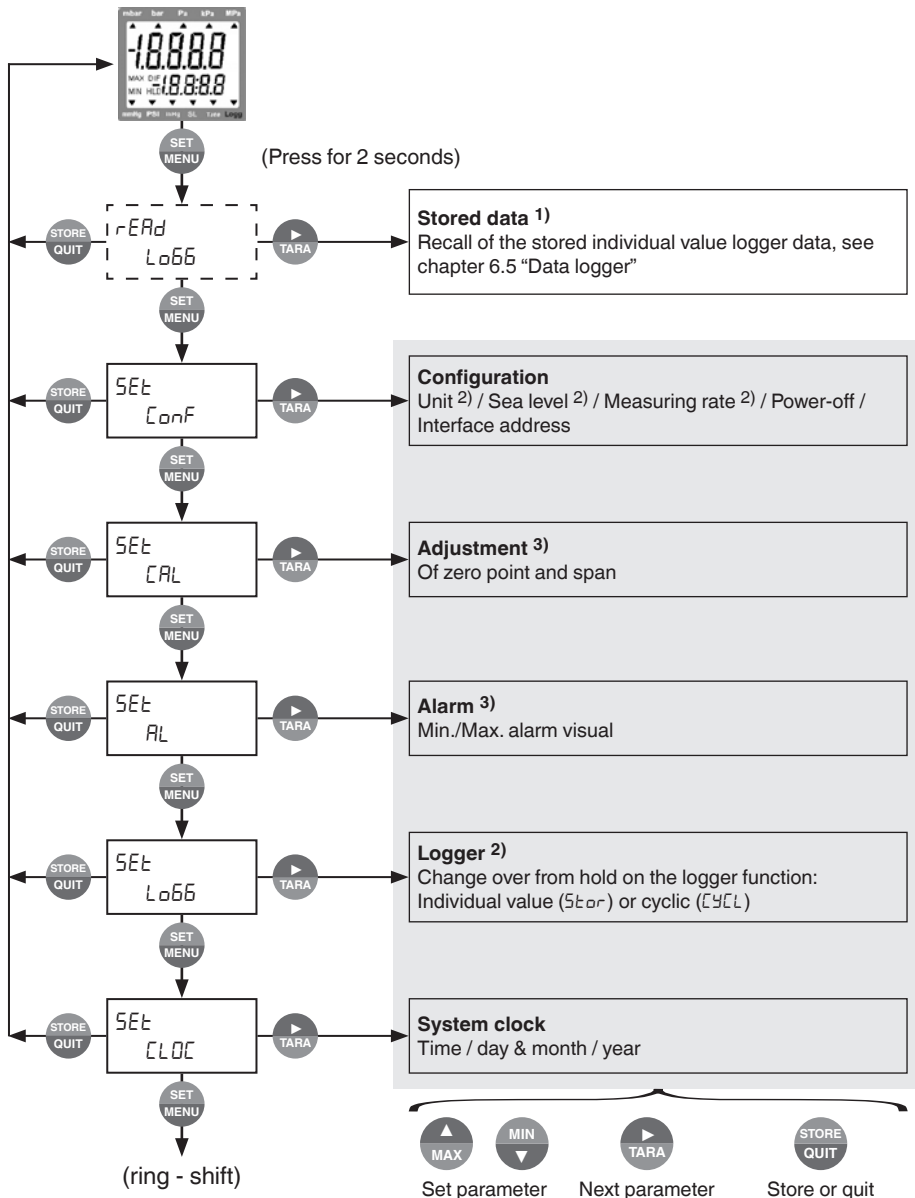 mbar bar Pa kPa MPa
-1.8.8.8.8
MAX DIF
MIN HLD -1.8.8:8.8
mmHg PSI inHg SL Tara Logg
SET
MENU
(Press for 2 seconds)
STORE
QUIT
rEAd
LoGG
▶
TARA
Stored data 1)
Recall of the stored individual value logger data, see
chapter 6.5 “Data logger”
SET
MENU
STORE
QUIT
SEt
ConF
▶
TARA
Configuration
Unit 2) / Sea level 2) / Measuring rate 2) / Power-off /
Interface address
SET
MENU
STORE
QUIT
SEt
CAL
▶
TARA
Adjustment 3)
Of zero point and span
SET
MENU
STORE
QUIT
SEt
AL
▶
TARA
Alarm 3)
Min./Max. alarm visual
SET
MENU
STORE
QUIT
SEt
LoGG
▶
TARA
Logger 2)
Change over from hold on the logger function:
Individual value (Stor) or cyclic (CYCL)
SET
MENU
STORE
QUIT
SEt
CLOC
▶
TARA
System clock
Time / day & month / year
SET
MENU
(ring - shift)
▲
MAX
MIN
▼
▶
TARA
STORE
QUIT
Set parameter
Next parameter
Store or quit